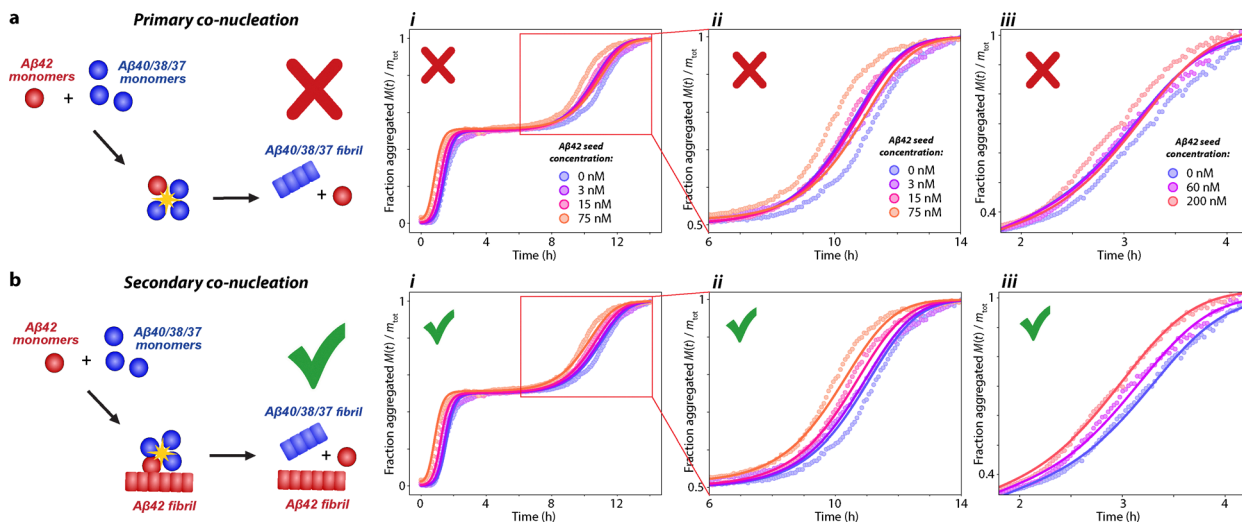 a
Primary co-nucleation
Aβ42
monomers
+
Aβ40/38/37
monomers
Aβ40/38/37 fibril
+
i
Fraction aggregated M(t) / mtot
1
0
0
4
8
12
Time (h)
Aβ42 seed
concentration:
0 nM
3 nM
15 nM
75 nM
ii
Fraction aggregated M(t) / mtot
1
0.5
6
8
10
12
14
Time (h)
Aβ42 seed
concentration:
0 nM
3 nM
15 nM
75 nM
iii
Fraction aggregated M(t) / mtot
1
0.4
2
3
4
Time (h)
Aβ42 seed
concentration:
0 nM
60 nM
200 nM
b
Secondary co-nucleation
Aβ42
monomers
+
Aβ40/38/37
monomers
Aβ42 fibril
Aβ40/38/37 fibril
+
Aβ42 fibril
i
Fraction aggregated M(t) / mtot
1
0
0
4
8
12
Time (h)
ii
Fraction aggregated M(t) / mtot
1
0.5
6
8
10
12
14
Time (h)
iii
Fraction aggregated M(t) / mtot
1
0.4
2
3
4
Time (h)